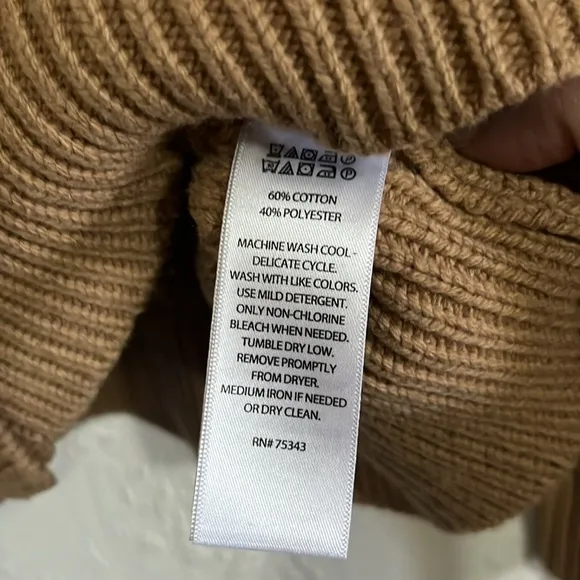 60% COTTON
40% POLYESTER
MACHINE WASH COOL -
DELICATE CYCLE.
WASH WITH LIKE COLORS.
USE MILD DETERGENT.
ONLY NON-CHLORINE
BLEACH WHEN NEEDED.
TUMBLE DRY LOW.
REMOVE PROMPTLY
FROM DRYER.
MEDIUM IRON IF NEEDED
OR DRY CLEAN.
RN# 75343